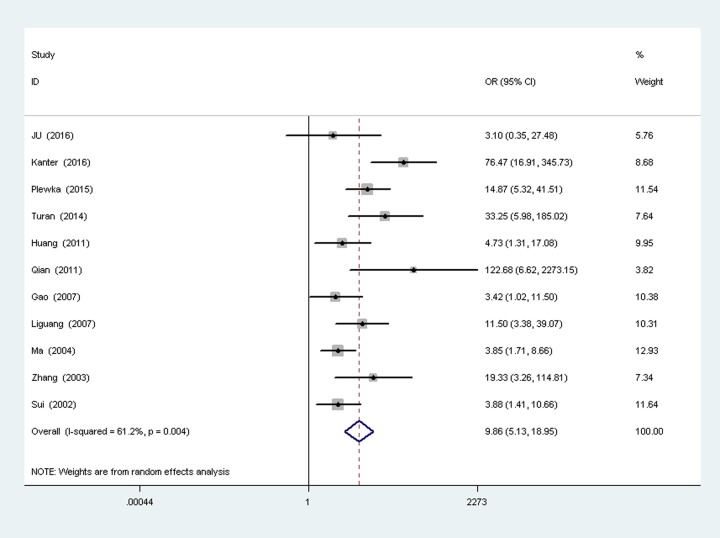 Study %
ID OR (95% CI) Weight
JU (2016) 3.10 (0.35, 27.48) 5.76
Kanter (2016) 76.47 (16.91, 345.73) 8.68
Plewka (2015) 14.87 (5.32, 41.51) 11.54
Turan (2014) 33.25 (5.98, 185.02) 7.64
Huang (2011) 4.73 (1.31, 17.08) 9.95
Qian (2011) 122.68 (6.62, 2273.15) 3.82
Gao (2007) 3.42 (1.02, 11.50) 10.38
Liguang (2007) 11.50 (3.38, 39.07) 10.31
Ma (2004) 3.85 (1.71, 8.66) 12.93
Zhang (2003) 19.33 (3.26, 114.81) 7.34
Sui (2002) 3.88 (1.41, 10.66) 11.64
Overall (I-squared = 61.2%, p = 0.004) 9.86 (5.13, 18.95) 100.00
NOTE: Weights are from random effects analysis
.00044 1 2273